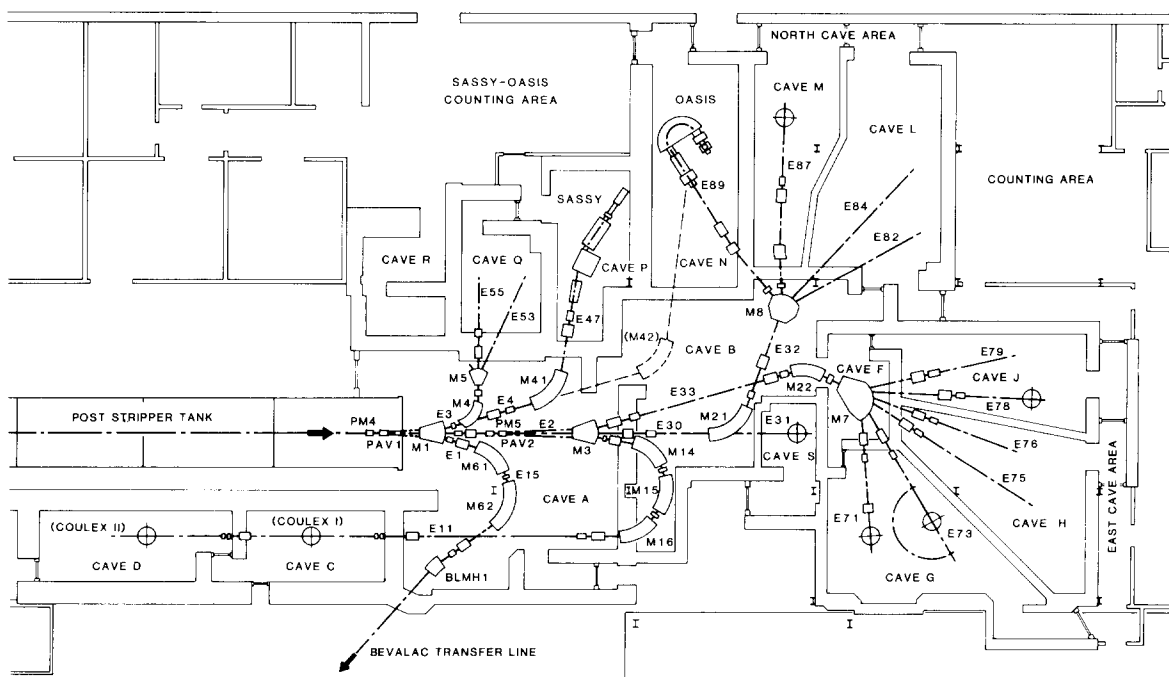 NORTH CAVE AREA
SASSY-OASIS
COUNTING AREA
OASIS
CAVE M
CAVE L
E87
COUNTING AREA
E89
SASSY
E84
E82
CAVE R
CAVE Q
CAVE P
CAVE N
E55
E53
E47
M8
(M42)
CAVE B
E32
E79
M5
M41
CAVE F
CAVE J
E33
M22
M4
E4
E3
M21
E78
POST STRIPPER TANK
PM4
PM5
E2
E31
M7
PAV1
M1
PAV2
M3
E30
E76
E1
M61
M14
CAVE S
E75
E15
M15
M62
CAVE A
(COULEX II)
(COULEX I)
E11
E71
E73
CAVE H
EAST CAVE AREA
M16
CAVE D
CAVE C
BLMH1
CAVE G
BEVALAC TRANSFER LINE